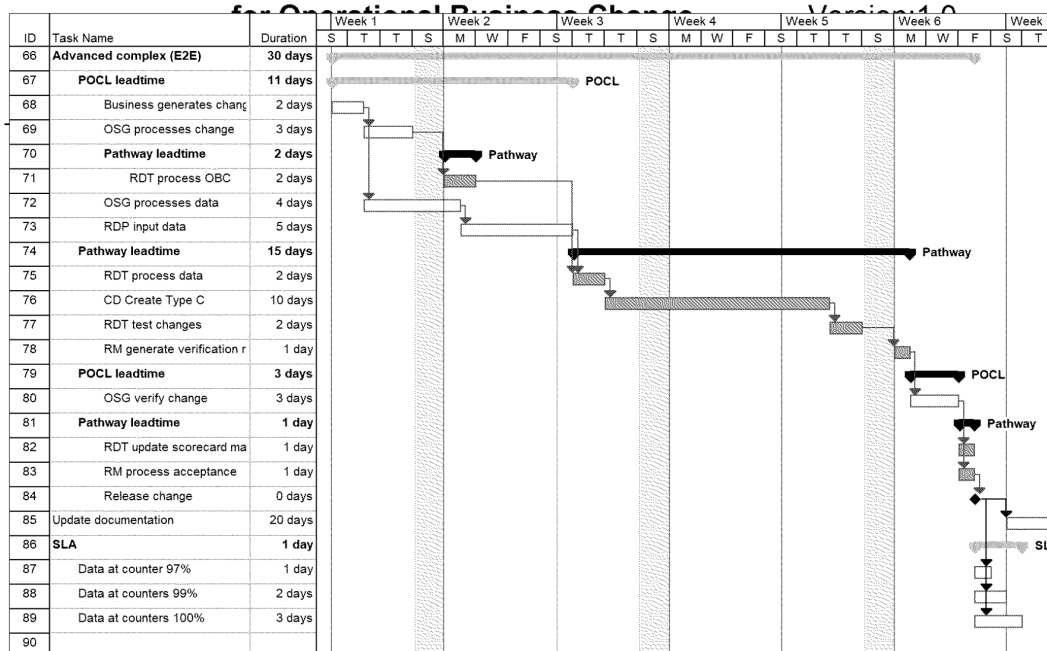 for Operational Business Change Version:1.0
Week 1 Week 2 Week 3 Week 4 Week 5 Week 6 Week
ID Task Name Duration S T T S M W F S T T S M W F S T T S M W F S T
66 Advanced complex (E2E) 30 days
67 POCL leadtime 11 days POCL
68 Business generates chang 2 days
69 OSG processes change 3 days
70 Pathway leadtime 2 days Pathway
71 RDT process OBC 2 days
72 OSG processes data 4 days
73 RDP input data 5 days
74 Pathway leadtime 15 days Pathway
75 RDT process data 2 days
76 CD Create Type C 10 days
77 RDT test changes 2 days
78 RM generate verification r 1 day
79 POCL leadtime 3 days POCL
80 OSG verify change 3 days
81 Pathway leadtime 1 day Pathway
82 RDT update scorecard ma 1 day
83 RM process acceptance 1 day
84 Release change 0 days
85 Update documentation 20 days
86 SLA 1 day SL
87 Data at counter 97% 1 day
88 Data at counters 99% 2 days
89 Data at counters 100% 3 days
90